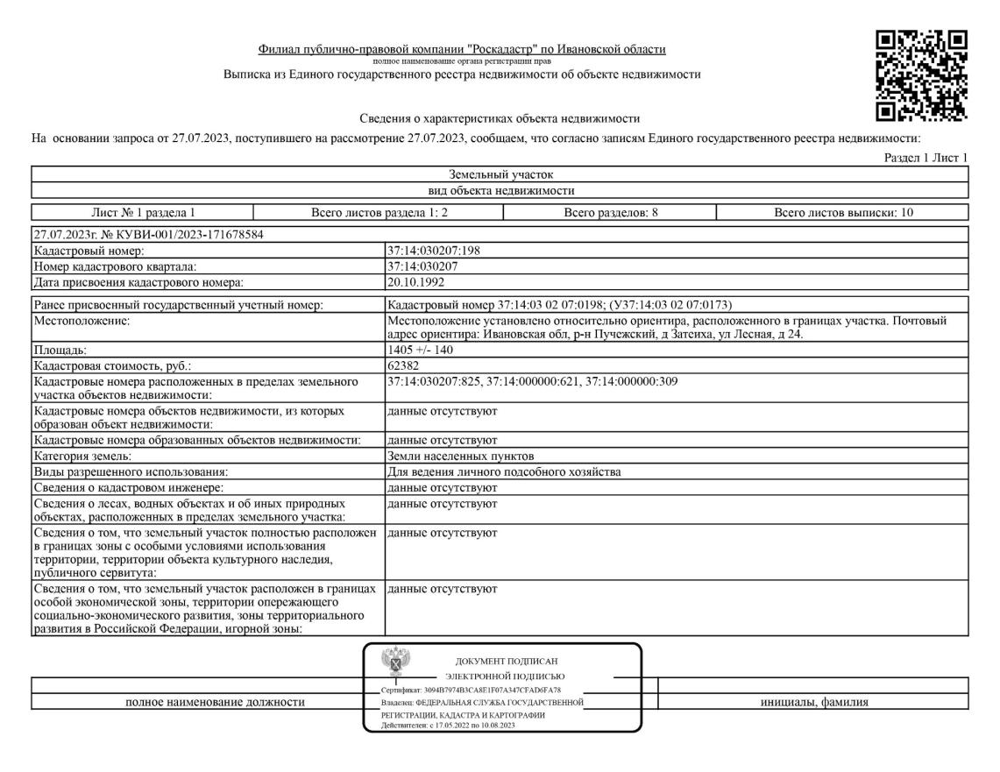 Филиал публично-правовой компании "Роскадастр" по Ивановской области
полное наименование органа регистрации прав
Выписка из Единого государственного реестра недвижимости об объекте недвижимости
Сведения о характеристиках объекта недвижимости
На основании запроса от 27.07.2023, поступившего на рассмотрение 27.07.2023, сообщаем, что согласно записям Единого государственного реестра недвижимости:
Раздел 1 Лист 1
Земельный участок
вид объекта недвижимости
Лист № 1 раздела 1 Всего листов раздела 1: 2 Всего разделов: 8 Всего листов выписки: 10
27.07.2023г. № КУВИ-001/2023-171678584
Кадастровый номер: 37:14:030207:198
Номер кадастрового квартала: 37:14:030207
Дата присвоения кадастрового номера: 20.10.1992
Ранее присвоенный государственный учетный номер: Кадастровый номер 37:14:03 02 07:0198; (У37:14:03 02 07:0173)
Местоположение: Местоположение установлено относительно ориентира, расположенного в границах участка. Почтовый
адрес ориентира: Ивановская обл, р-н Пучежский, д Затеиха, ул Лесная, д 24.
Площадь: 1405 +/- 140
Кадастровая стоимость, руб.: 62382
Кадастровые номера расположенных в пределах земельного 37:14:030207:825, 37:14:000000:621, 37:14:000000:309
участка объектов недвижимости:
Кадастровые номера объектов недвижимости, из которых данные отсутствуют
образован объект недвижимости:
Кадастровые номера образованных объектов недвижимости: данные отсутствуют
Категория земель: Земли населенных пунктов
Виды разрешенного использования: Для ведения личного подсобного хозяйства
Сведения о кадастровом инженере: данные отсутствуют
Сведения о лесах, водных объектах и об иных природных данные отсутствуют
объектах, расположенных в пределах земельного участка:
Сведения о том, что земельный участок полностью расположен данные отсутствуют
в границах зоны с особыми условиями использования
территории, территории объекта культурного наследия,
публичного сервитута:
Сведения о том, что земельный участок расположен в границах данные отсутствуют
особой экономической зоны, территории опережающего
социально-экономического развития, зоны территориального
развития в Российской Федерации, игорной зоны:
ДОКУМЕНТ ПОДПИСАН
ЭЛЕКТРОННОЙ ПОДПИСЬЮ
Сертификат: 3094B7974B3CA8E1F07A347CFAD6FA78
Владелец: ФЕДЕРАЛЬНАЯ СЛУЖБА ГОСУДАРСТВЕННОЙ
РЕГИСТРАЦИИ, КАДАСТРА И КАРТОГРАФИИ
Действителен: с 17.05.2022 по 10.08.2023
полное наименование должности инициалы, фамилия